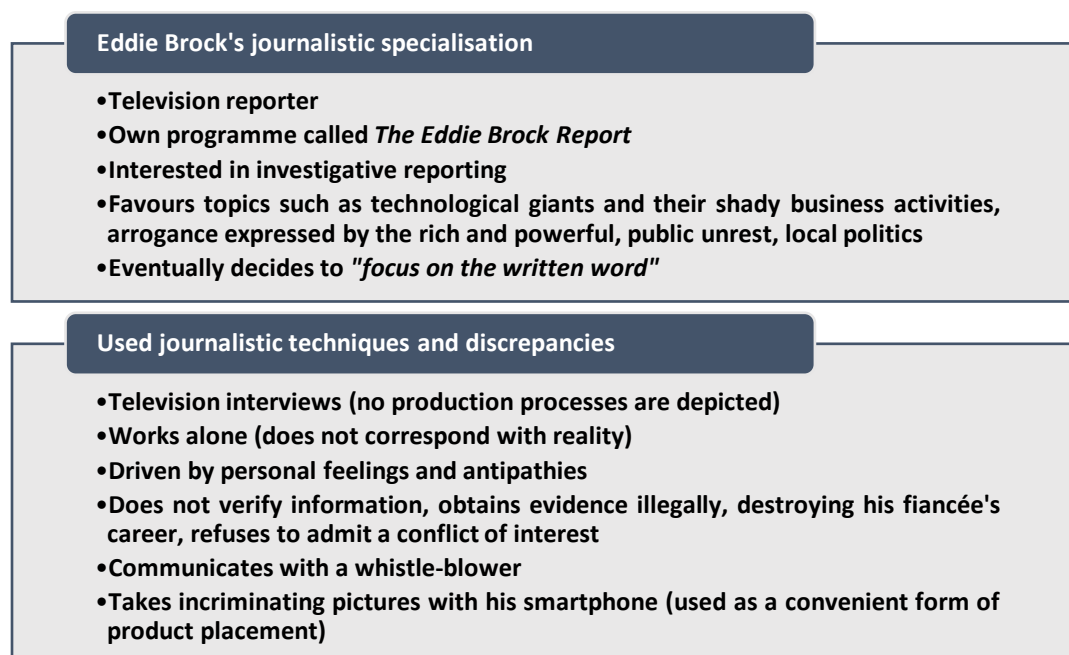 Eddie Brock's journalistic specialisation
•Television reporter
•Own programme called The Eddie Brock Report
•Interested in investigative reporting
•Favours topics such as technological giants and their shady business activities,
arrogance expressed by the rich and powerful, public unrest, local politics
•Eventually decides to "focus on the written word"
Used journalistic techniques and discrepancies
•Television interviews (no production processes are depicted)
•Works alone (does not correspond with reality)
•Driven by personal feelings and antipathies
•Does not verify information, obtains evidence illegally, destroying his fiancée's
career, refuses to admit a conflict of interest
•Communicates with a whistle-blower
•Takes incriminating pictures with his smartphone (used as a convenient form of
product placement)